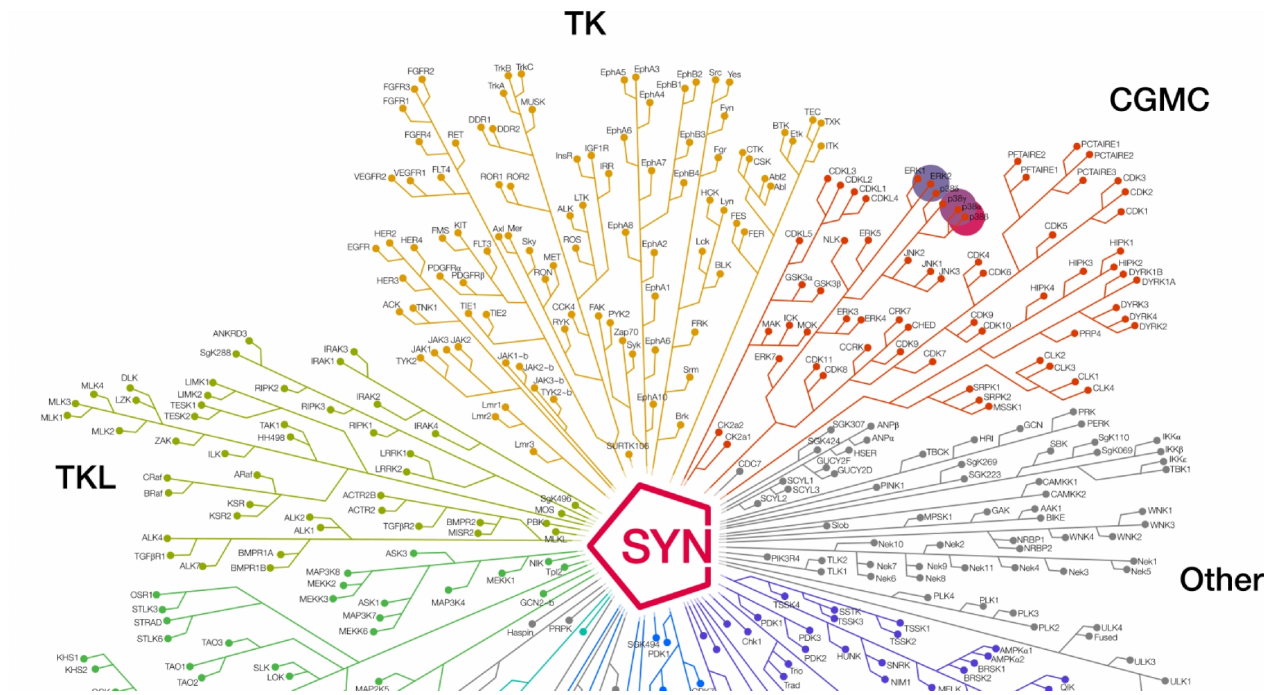 TK
CGMC
TKL
Other
SYN
FGFR2
FGFR3
FGFR1
FGFR4
RET
TrkB
TrkC
TrkA
MUSK
DDR1
DDR2
VEGFR2
VEGFR1
FLT4
ROR1
ROR2
InsR
IGF1R
IRR
LTK
ALK
ROS
HER2
EGFR
HER4
HER3
FMS
KIT
FLT3
Axl
Mer
Sky
MET
RON
PDGFRα
PDGFRβ
ACK
TNK1
TIE1
TIE2
CCK4
RYK
FAK
PYK2
Zap70
Syk
JAK1
JAK3
JAK2
TYK2
JAK1~b
JAK2~b
JAK3~b
TYK2~b
Lmr1
Lmr2
Lmr3
SURTK106
EphA5
EphA3
EphA4
EphB2
EphB1
EphA6
EphB3
EphA7
EphB4
EphA8
EphA2
EphA1
EphA6
EphA10
Src
Yes
Fyn
Fgr
HCK
Lyn
Lck
BLK
FRK
Srm
Brk
CTK
CSK
Abl2
Abl
FES
FER
TEC
TXK
BTK
Etk
ITK
CDKL3
CDKL2
CDKL1
CDKL4
CDKL5
NLK
ERK5
ERK1
ERK2
p38δ
p38γ
p38α
p38β
JNK2
JNK1
JNK3
GSK3α
GSK3β
MAK
ICK
MOK
ERK7
ERK3
ERK4
CRK7
CHED
CCRK
CDK9
CDK7
CDK11
CDK8
CDK4
CDK6
CDK9
CDK10
CDK5
PFTAIRE2
PFTAIRE1
PCTAIRE1
PCTAIRE2
PCTAIRE3
CDK3
CDK2
CDK1
HIPK1
HIPK2
HIPK3
HIPK4
DYRK1B
DYRK1A
DYRK3
DYRK4
DYRK2
PRP4
CLK2
CLK3
CLK1
CLK4
SRPK1
SRPK2
MSSK1
CK2a2
CK2a1
CDC7
SGK307
SGK424
ANPβ
ANPα
HSER
GUCY2F
GUCY2D
SCYL1
SCYL3
SCYL2
PRK
PERK
GCN
HRI
TBCK
PINK1
SBK
SgK110
SgK069
SgK269
SGK223
IKKα
IKKβ
IKKε
TBK1
CAMKK1
CAMKK2
Slob
MPSK1
GAK
AAK1
BIKE
WNK1
WNK3
WNK4
WNK2
NRBP1
NRBP2
PIK3R4
TLK2
TLK1
Nek10
Nek2
Nek7
Nek6
Nek9
Nek8
Nek11
Nek4
Nek3
Nek1
Nek5
PLK4
PLK1
PLK3
PLK2
ULK4
Fused
ULK3
ULK1
ANKRD3
SgK288
IRAK3
IRAK1
IRAK2
IRAK4
DLK
MLK4
LZK
MLK3
MLK1
MLK2
LIMK1
LIMK2
TESK1
TESK2
RIPK2
RIPK3
RIPK1
TAK1
HH498
ZAK
ILK
LRRK1
LRRK2
CRaf
BRaf
ARaf
KSR
KSR2
ACTR2B
ACTR2
TGFβR2
BMPR2
MISR2
ALK2
ALK1
ALK4
TGFβR1
ALK7
BMPR1A
BMPR1B
SgK496
MOS
PBK
MLKL
ASK3
NIK
Tpl2
MEKK1
MAP3K8
MEKK2
MEKK3
MAP3K4
ASK1
MAP3K7
MEKK6
GCN2~b
Haspin
PRPK
OSR1
STLK3
STRAD
STLK6
TAO3
TAO1
TAO2
KHS1
KHS2
SLK
LOK
MAP2K5
SGK494
PDK1
TSSK4
SSTK
TSSK3
TSSK1
TSSK2
Chk1
PDK1
PDK3
PDK2
HUNK
SNRK
NIM1
Trio
Trad
AMPKα1
AMPKα2
BRSK1
BRSK2
MELK
QIK